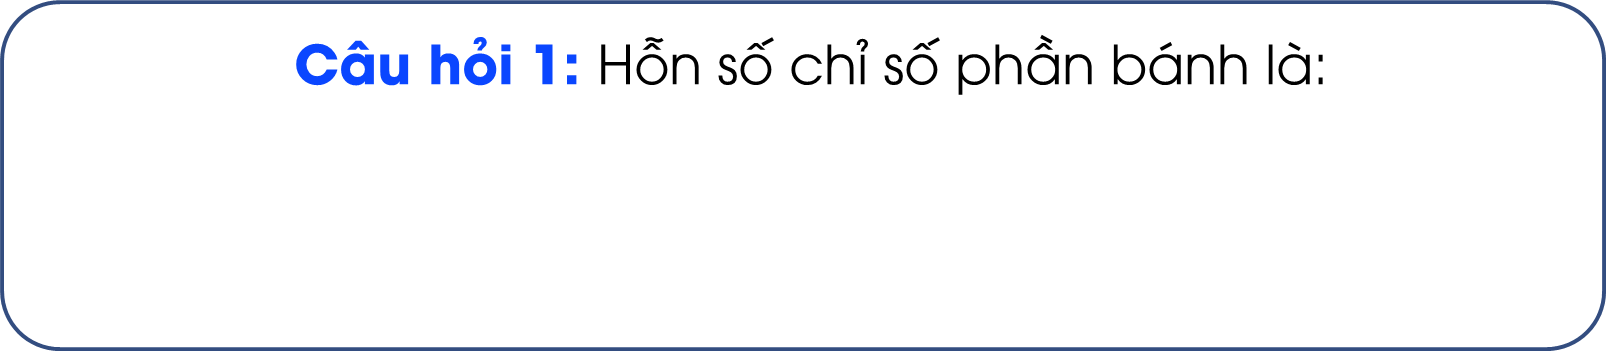 Câu hỏi 1: Hỗn số chỉ số phần bánh là: